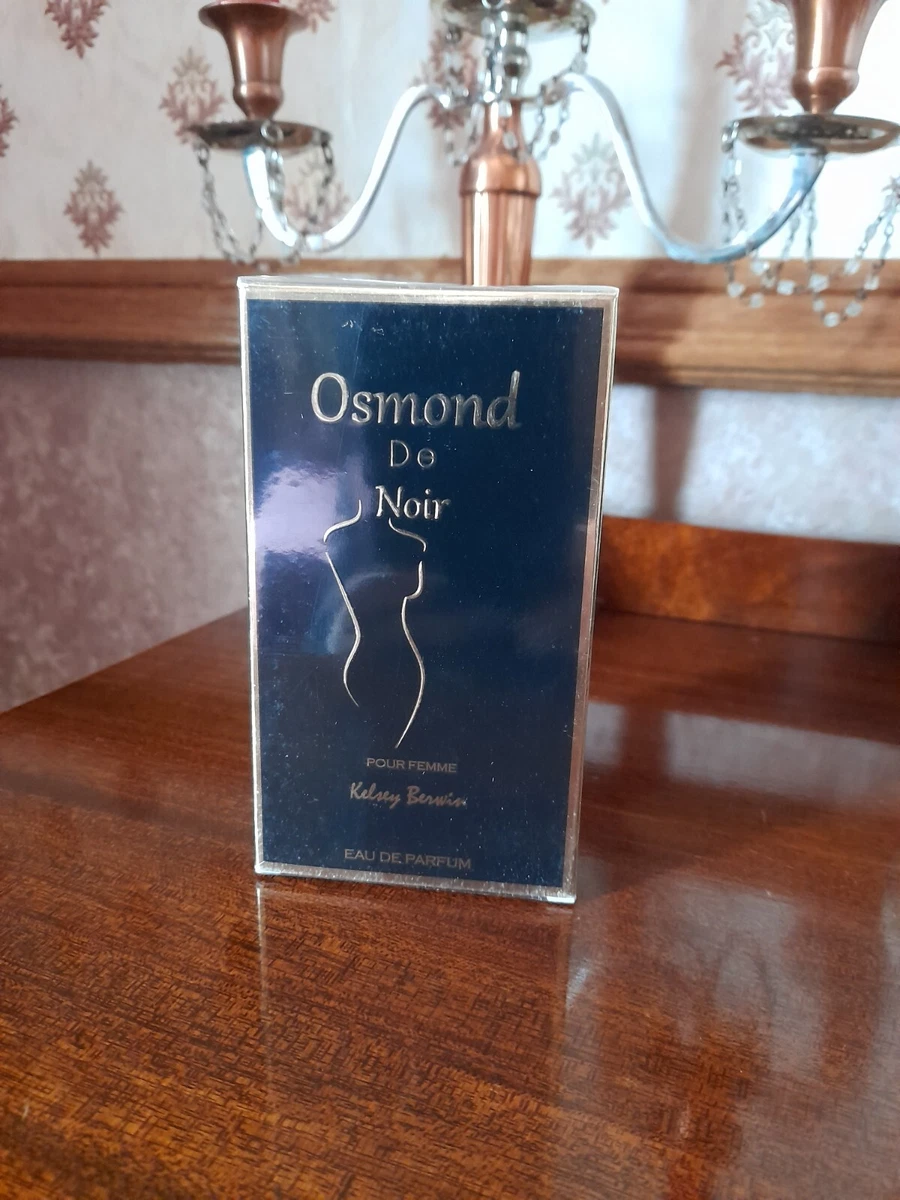 Osmond
De
Noir
POUR FEMME
Kelsey Berwin
EAU DE PARFUM